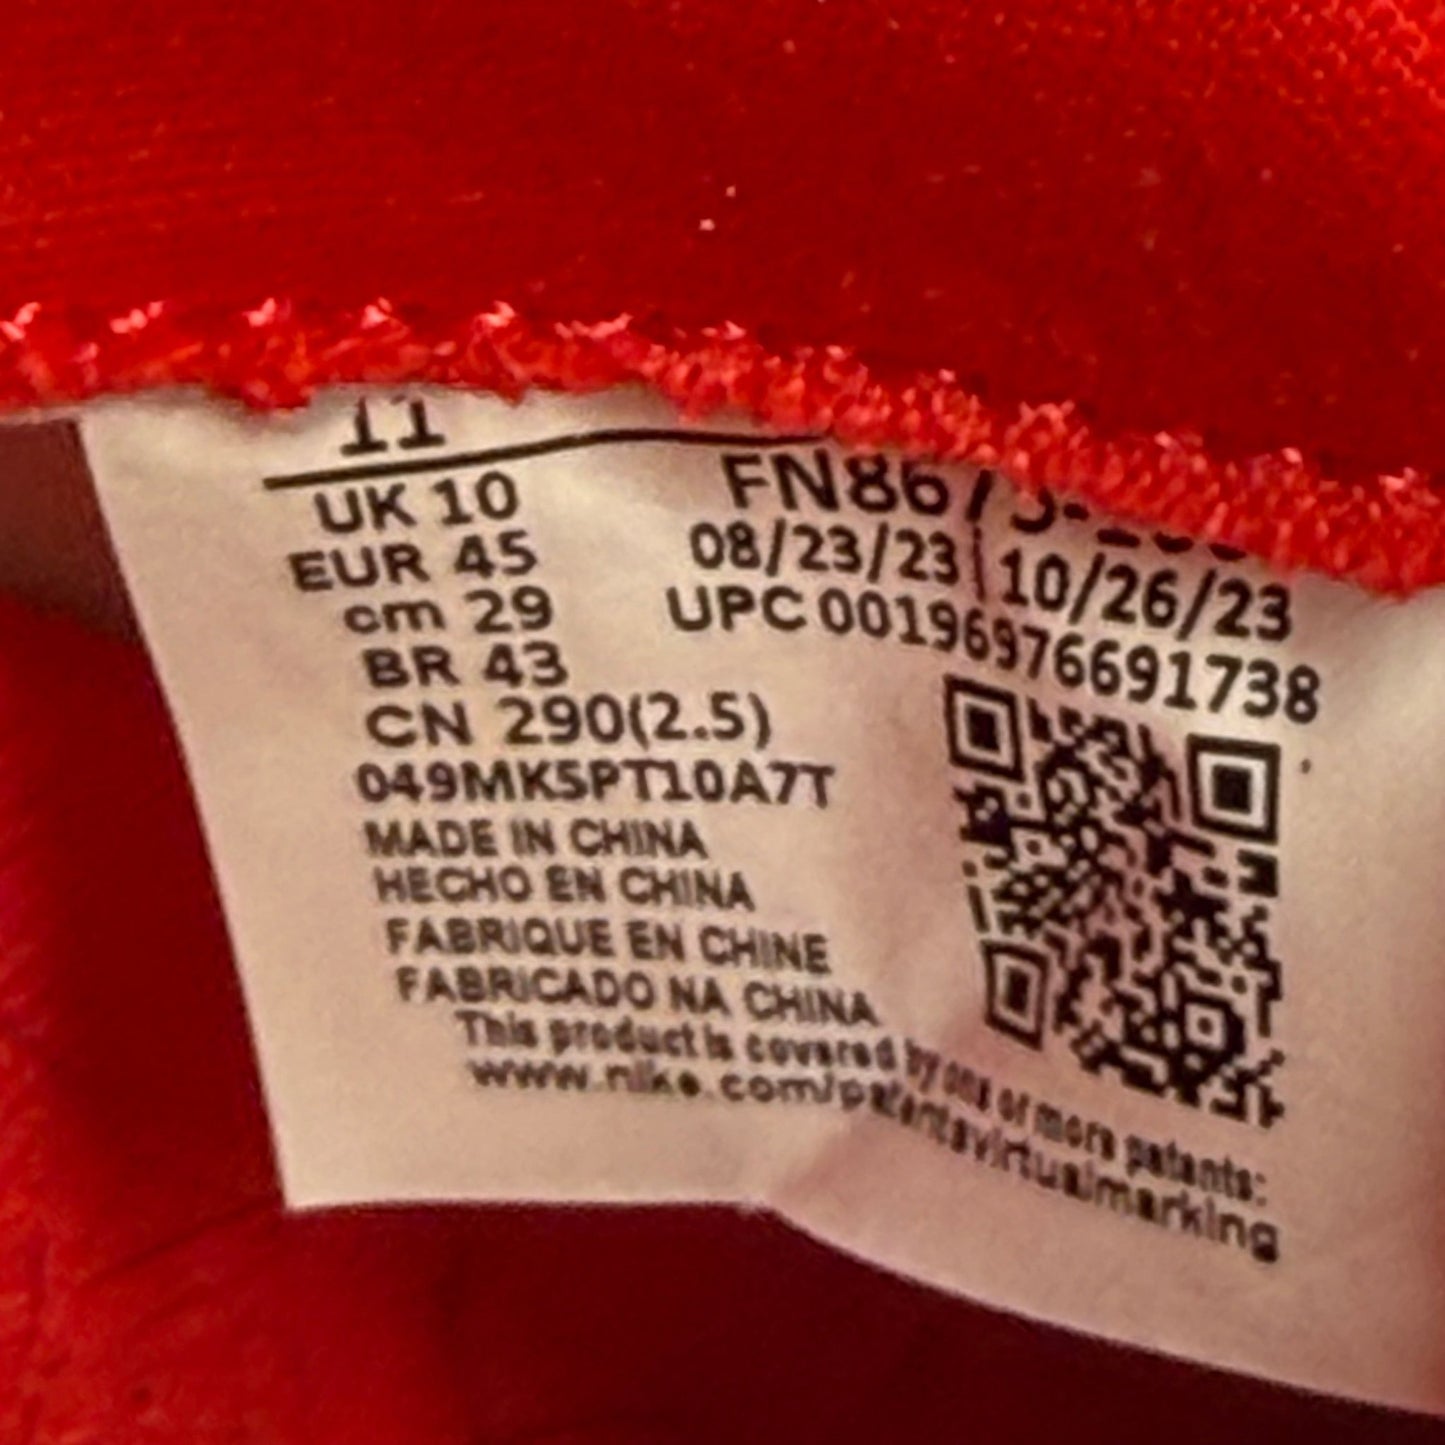 11
UK 10
EUR 45
cm 29
BR 43
CN 290(2.5)
049MK5PT10A7T
MADE IN CHINA
HECHO EN CHINA
FABRIQUE EN CHINE
FABRICADO NA CHINA
This product is covered by one or more patents:
www.nike.com/patentsvirtualmarking
08/23/23 10/26/23
UPC 00196976691738